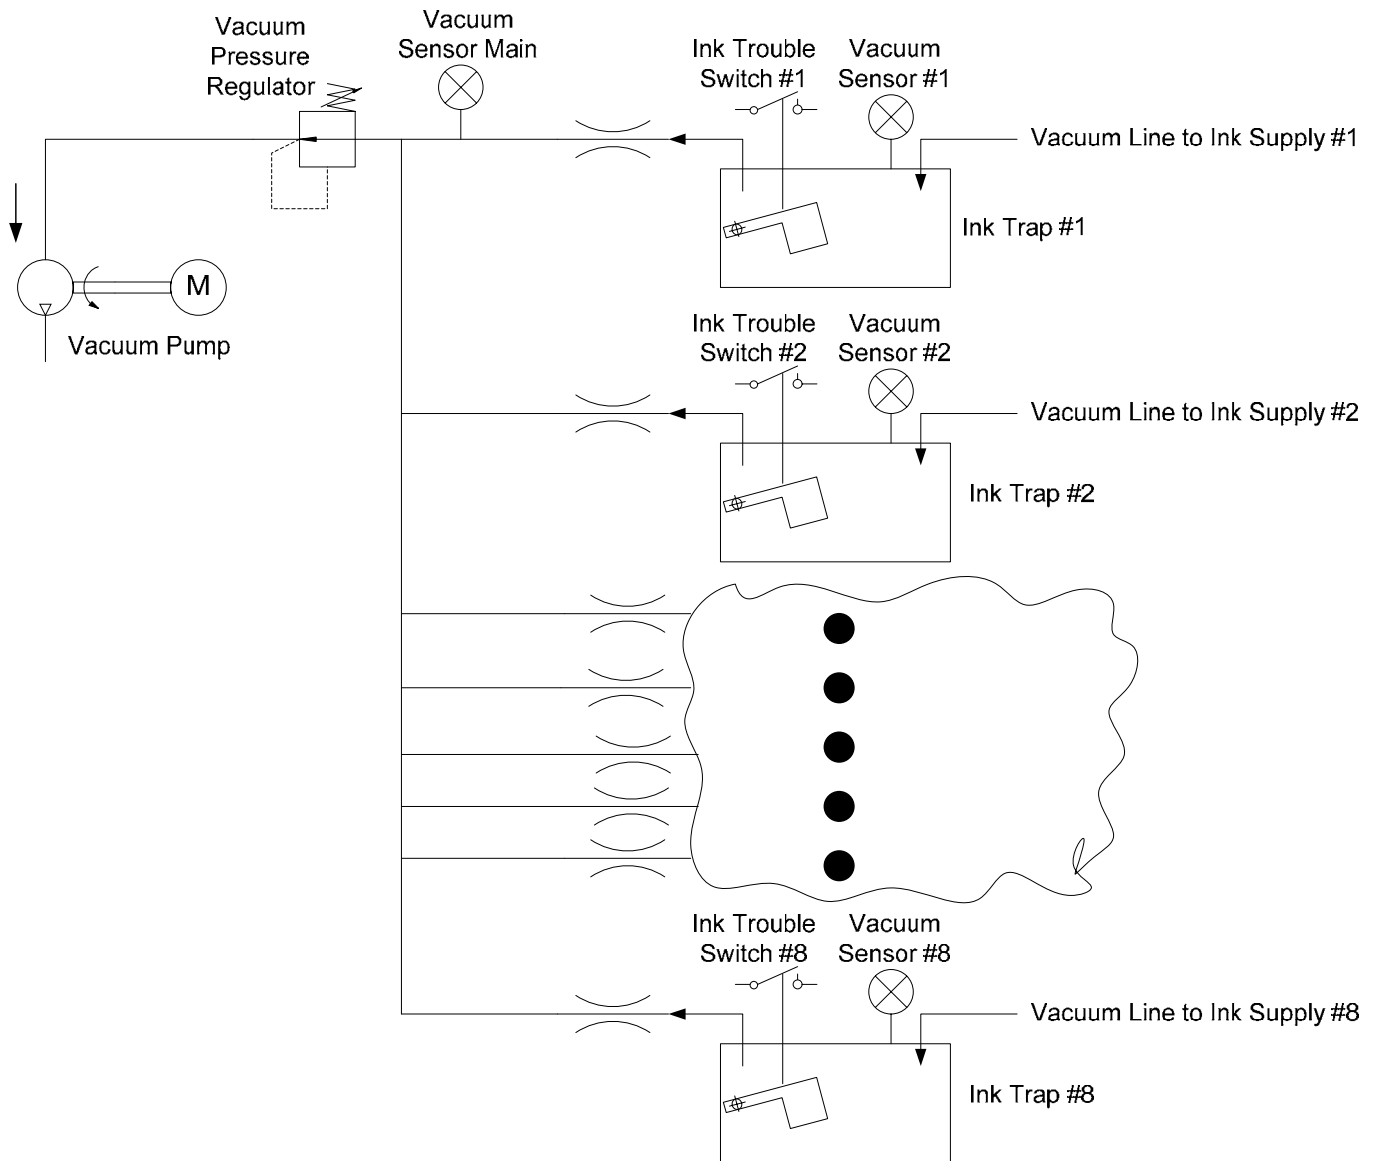 Vacuum
Pressure
Regulator
Vacuum
Sensor Main
Ink Trouble
Switch #1
Vacuum
Sensor #1
Vacuum Line to Ink Supply #1
Ink Trap #1
M
Vacuum Pump
Ink Trouble
Switch #2
Vacuum
Sensor #2
Vacuum Line to Ink Supply #2
Ink Trap #2
Ink Trouble
Switch #8
Vacuum
Sensor #8
Vacuum Line to Ink Supply #8
Ink Trap #8